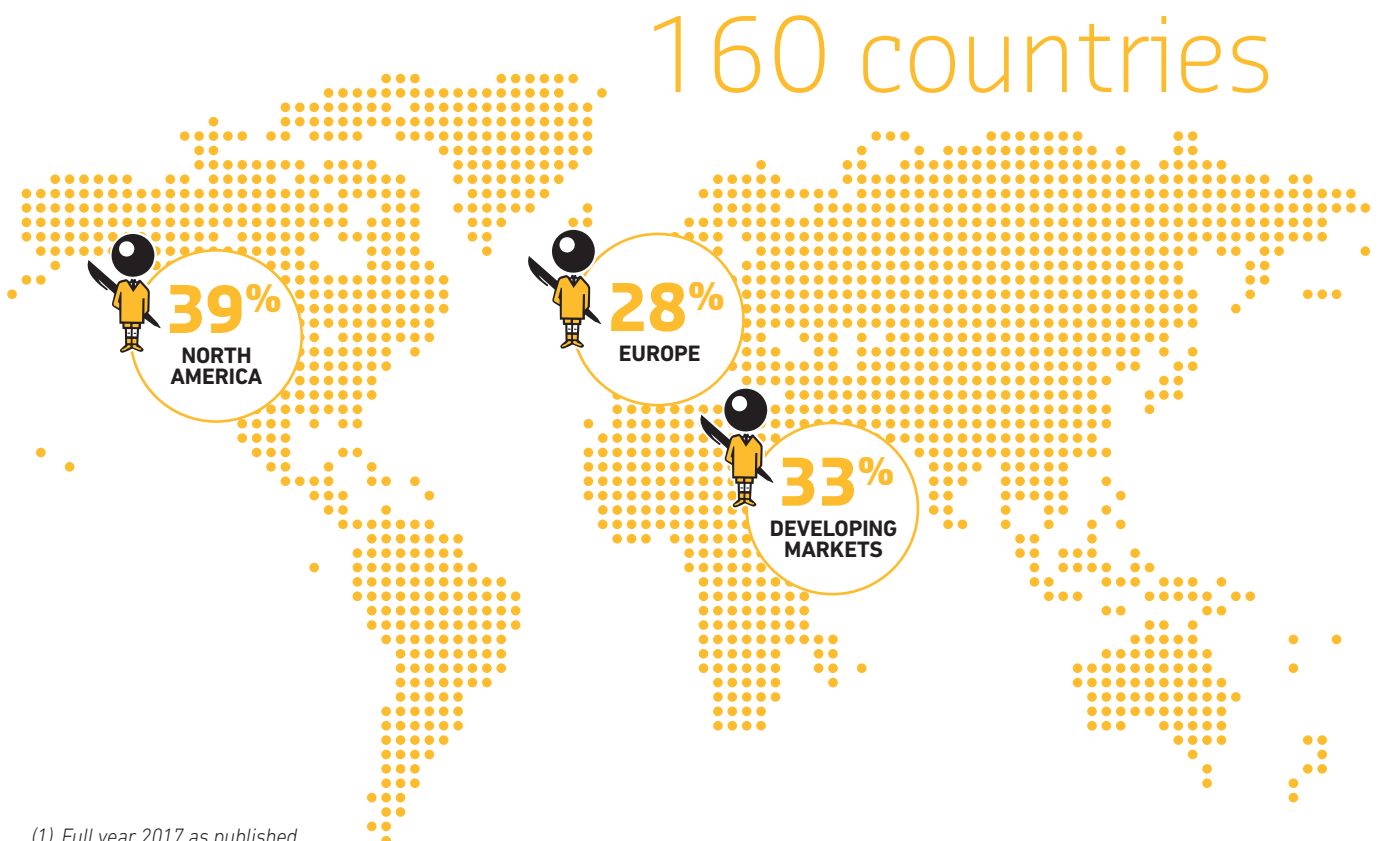 160 countries
39%
NORTH
AMERICA
28%
EUROPE
33%
DEVELOPING
MARKETS
(1) Full year 2017 as published